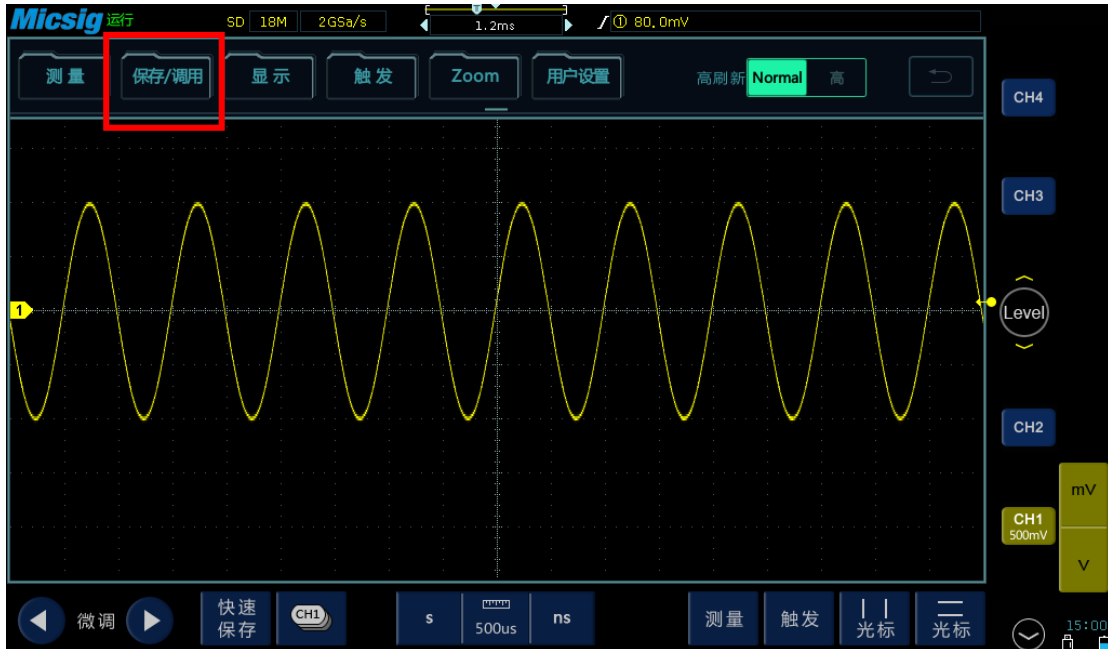 Micsig 运行 SD 18M 2GSa/s 1.2ms ① 80.0mV
测量 保存/调用 显示 触发 Zoom 用户设置 高刷新 Normal 高
CH4
CH3
1
Level
CH2
mV
CH1
500mV
V
微调 快速保存 CH1 s 500us ns 测量 触发 光标 光标
15:00